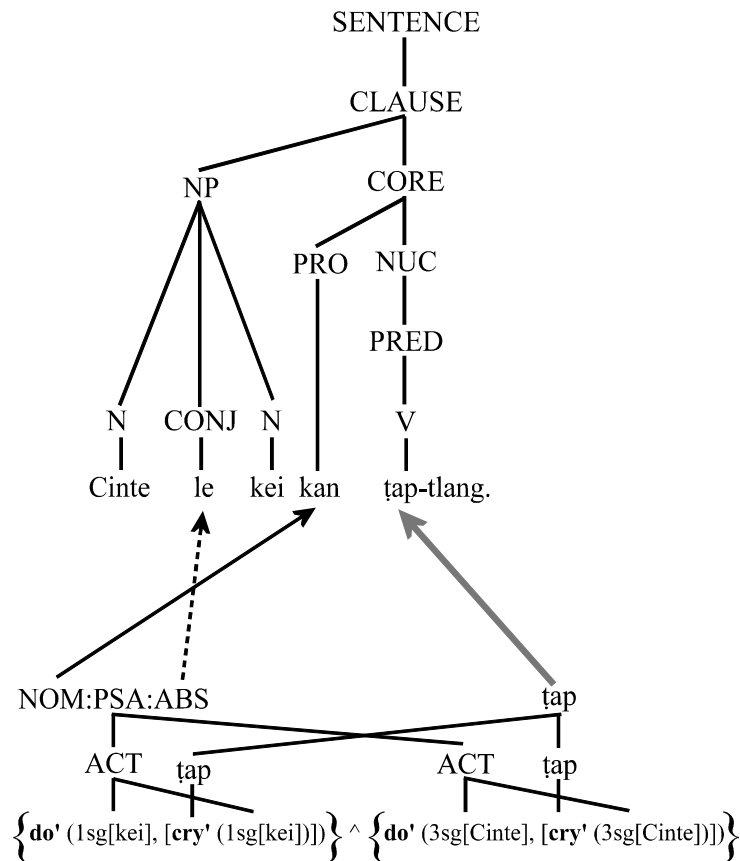 SENTENCE
CLAUSE
NP CORE
PRO NUC
PRED
N CONJ N V
Cinte le kei kan ṭap-tlang.
NOM:PSA:ABS ṭap
ACT ṭap ACT ṭap
{do' (1sg[kei], [cry' (1sg[kei])])} ^ {do' (3sg[Cinte], [cry' (3sg[Cinte])])}